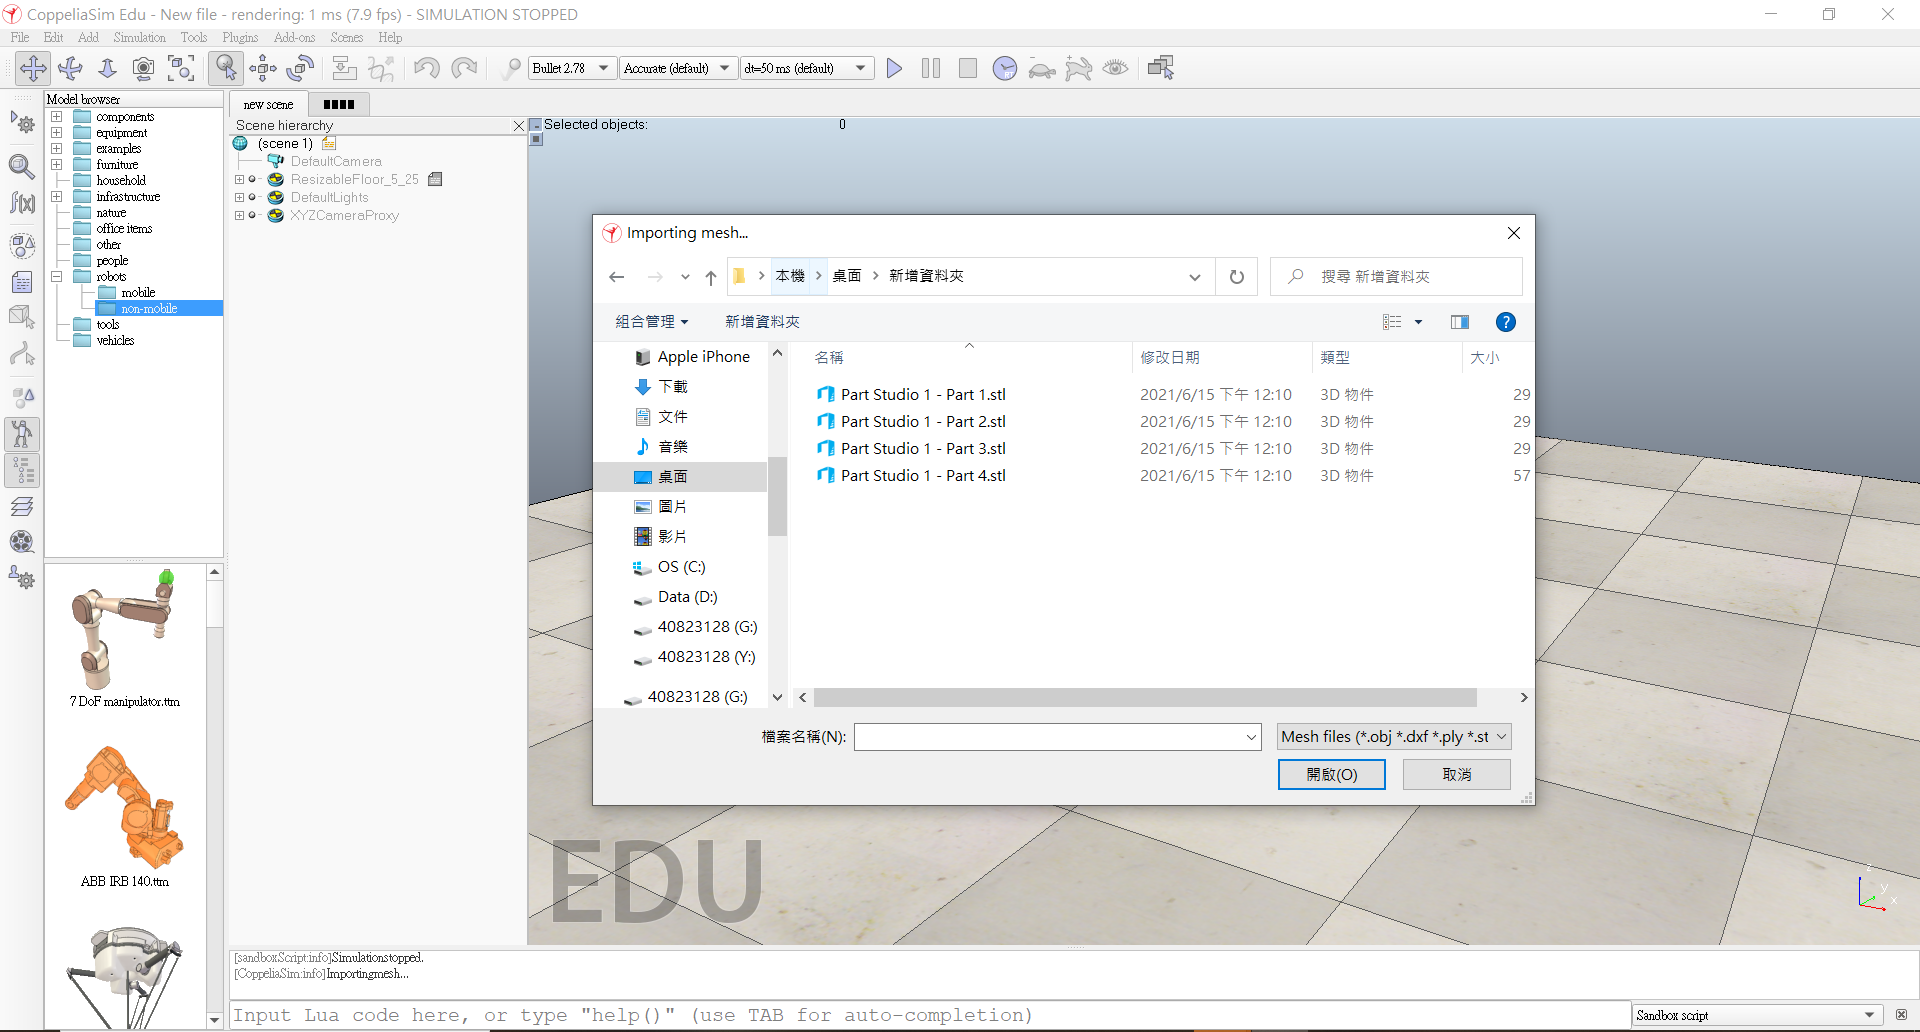 CoppeliaSim Edu - New file - rendering: 1 ms (7.9 fps) - SIMULATION STOPPED
File Edit Add Simulation Tools Plugins Add-ons Scenes Help
Bullet 2.78 Accurate (default) dt=50 ms (default)
Model browser
components
equipment
examples
furniture
household
infrastructure
nature
office items
other
people
robots
mobile
non-mobile
tools
vehicles
7 DoF manipulator.ttm
ABB IRB 140.ttm
new scene
Scene hierarchy
(scene 1)
DefaultCamera
ResizableFloor_5_25
DefaultLights
XYZCameraProxy
Selected objects: 0
Importing mesh...
本機 桌面 新增資料夾
搜尋 新增資料夾
組合管理 新增資料夾
Apple iPhone
下載
文件
音樂
桌面
圖片
影片
OS (C:)
Data (D:)
40823128 (G:)
40823128 (Y:)
40823128 (G:)
名稱 修改日期 類型 大小
Part Studio 1 - Part 1.stl 2021/6/15 下午 12:10 3D 物件 29
Part Studio 1 - Part 2.stl 2021/6/15 下午 12:10 3D 物件 29
Part Studio 1 - Part 3.stl 2021/6/15 下午 12:10 3D 物件 29
Part Studio 1 - Part 4.stl 2021/6/15 下午 12:10 3D 物件 57
檔案名稱(N): Mesh files (*.obj *.dxf *.ply *.st
開啟(O) 取消
EDU
z
y
x
[sandboxScript:info]Simulationstopped.
[CoppeliaSim:info]Importingmesh...
Input Lua code here, or type "help()" (use TAB for auto-completion)
Sandbox script